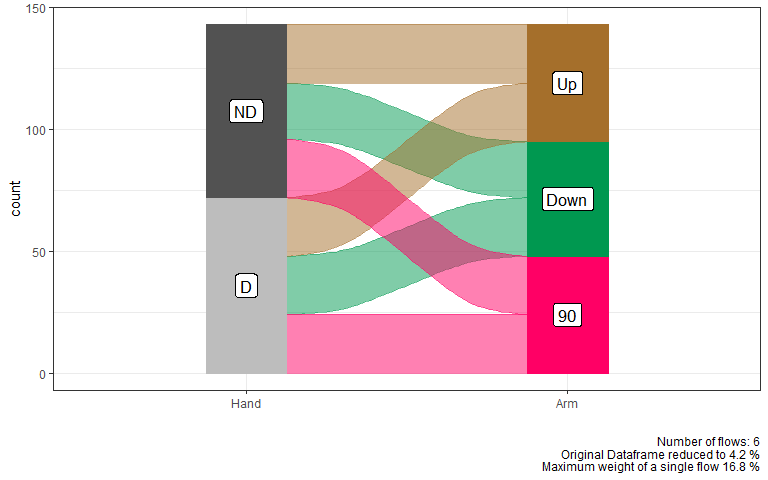 150
100
50
0
count
ND
D
Up
Down
90
Hand
Arm
Number of flows: 6
Original Dataframe reduced to 4.2 %
Maximum weight of a single flow 16.8 %